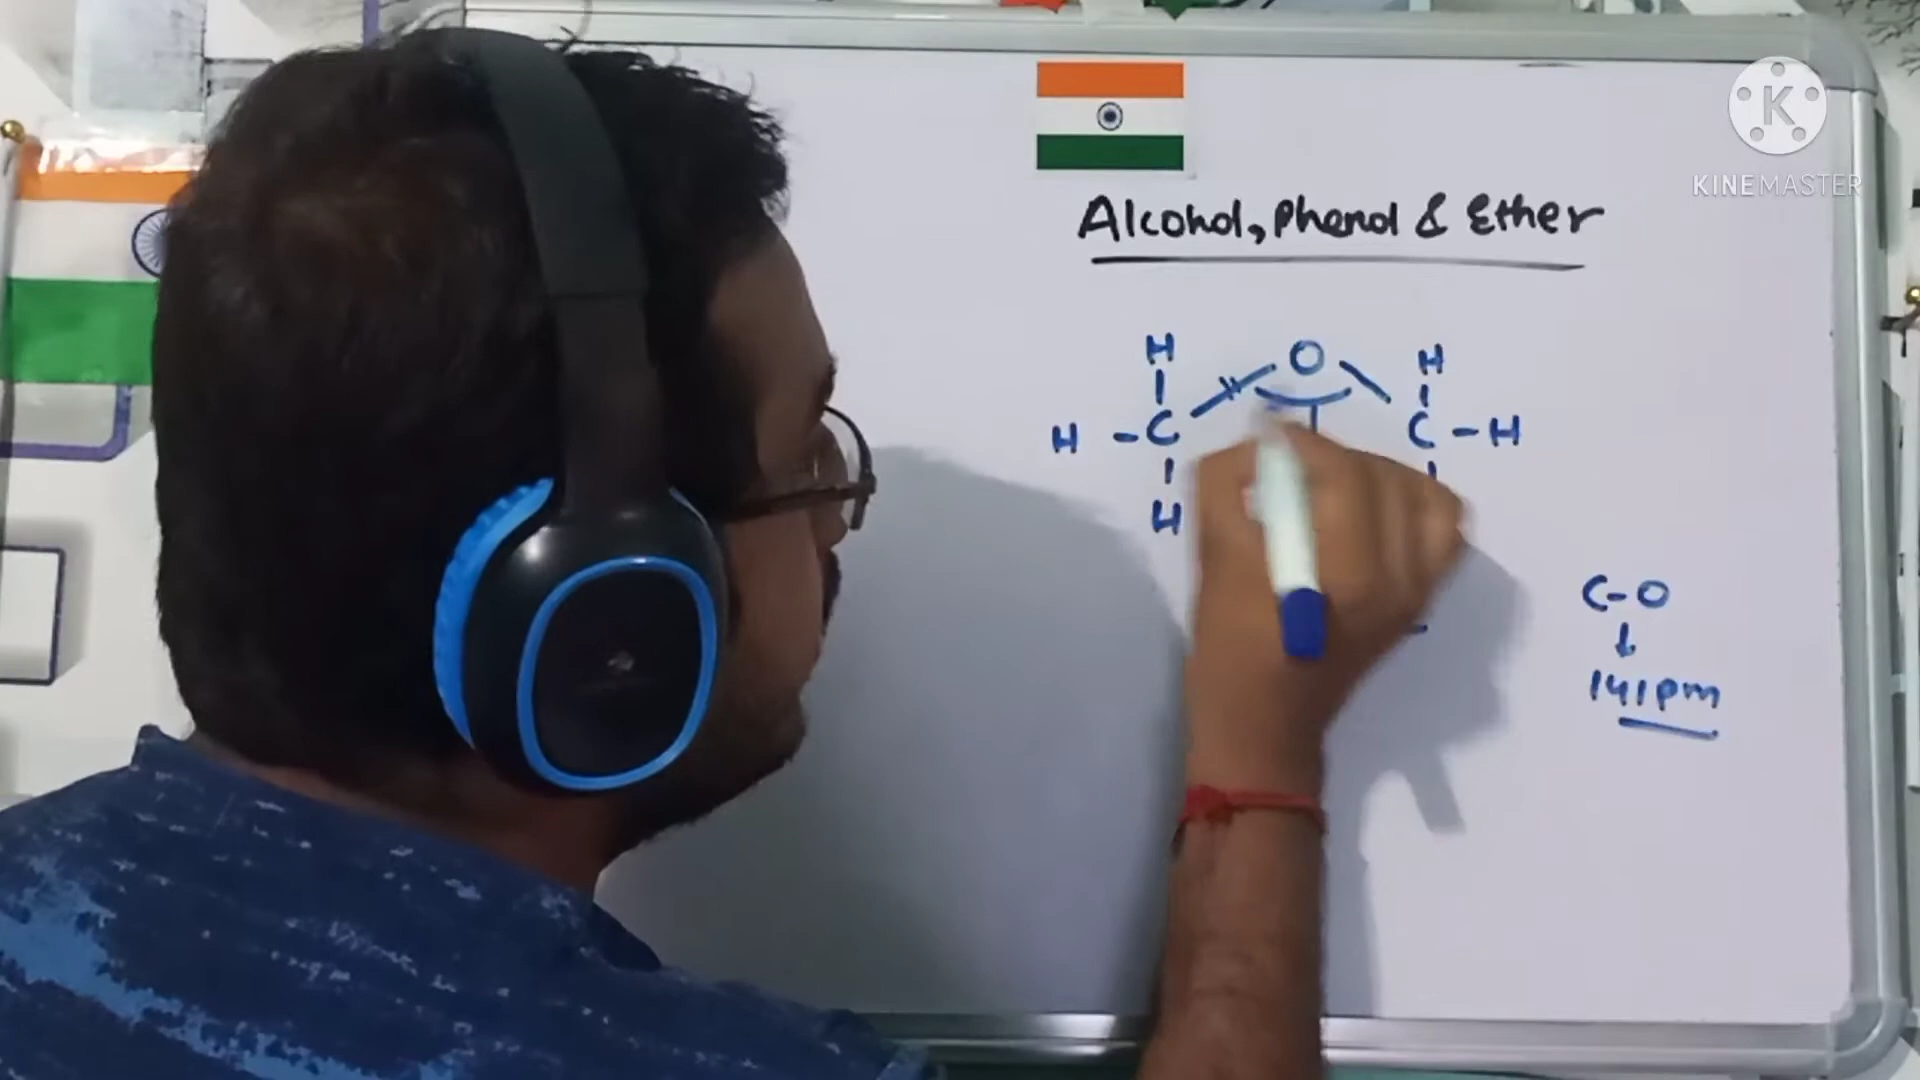 KINEMASTER
Alcohol, Phenol & Ether
H O H
H - C C - H
H
C - O
141pm